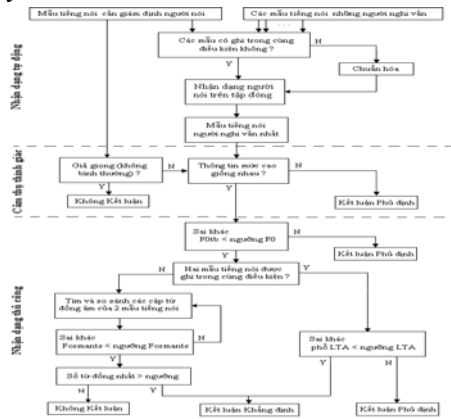 Mẫu tiếng nói cần giám định người nói
Các mẫu tiếng nói những người nghi vấn
. . .
Các mẫu có ghi trong cùng
điều kiện không ?
N
Y
Chuẩn hóa
Nhận dạng người
nói trên tập đóng
Mẫu tiếng nói
người nghi vấn nhất
Nhận dạng tự động
Giả giọng (không
bình thường) ?
N
Thông tin mức cao
giống nhau ?
N
Y
Không Kết luận
Y
Kết luận Phủ định
Cảm thụ thính giác
Sai khác
F0tb < ngưỡng F0
N
Y
Kết luận Phủ định
Hai mẫu tiếng nói được
ghi trong cùng điều kiện ?
N
Y
Tìm và so sánh các cặp từ
đồng âm của 2 mẫu tiếng nói
Sai khác
Formants < ngưỡng Formants
N
Y
Sai khác
phổ LTA < ngưỡng LTA
Số từ đồng nhất > ngưỡng
N
Y
Y
N
Không Kết luận
Kết luận Khẳng định
Kết luận Phủ định
Nhận dạng thủ công